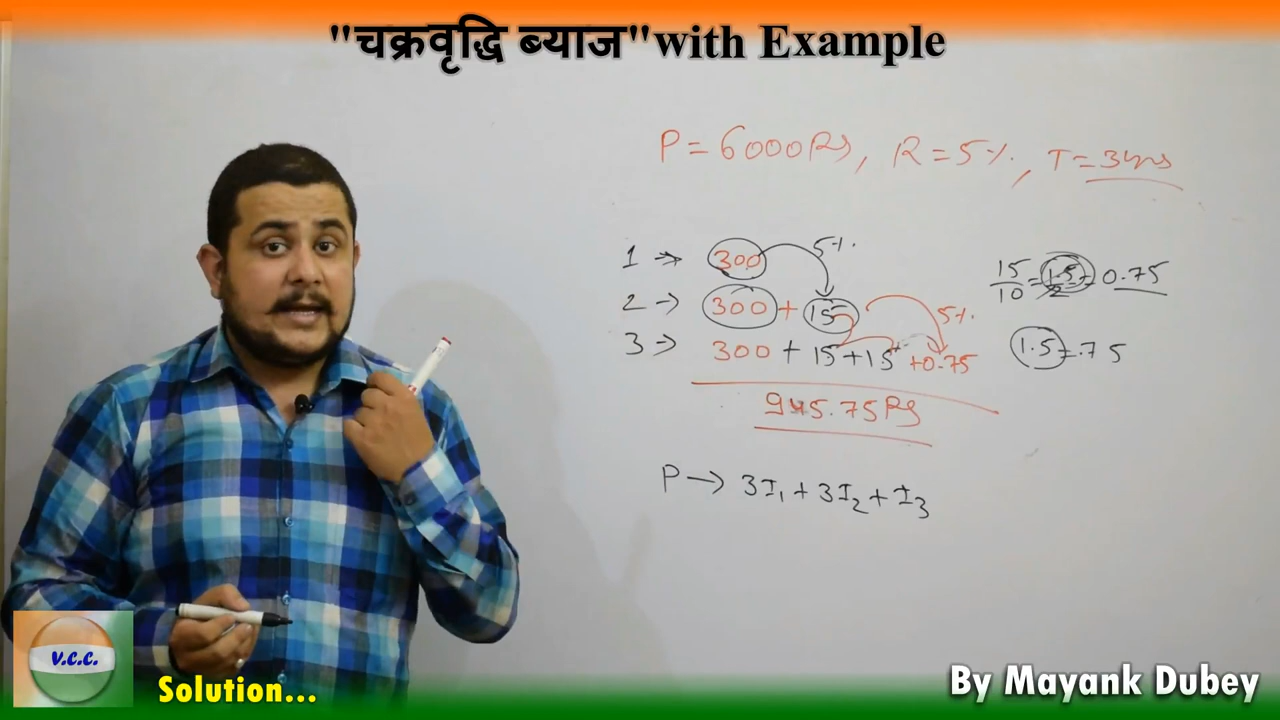 "चक्रवृद्धि ब्याज"with Example
P = 6000Rs, R = 5%, T = 3yrs
1 → 300 5%
2 → 300 + 15 5%
3 → 300 + 15 + 15 + 0.75
945.75Rs
15/10 = 1.5/2 = 0.75
1.5 = .75
P → 3I₁ + 3I₂ + I₃
V.C.C.
Solution...
By Mayank Dubey